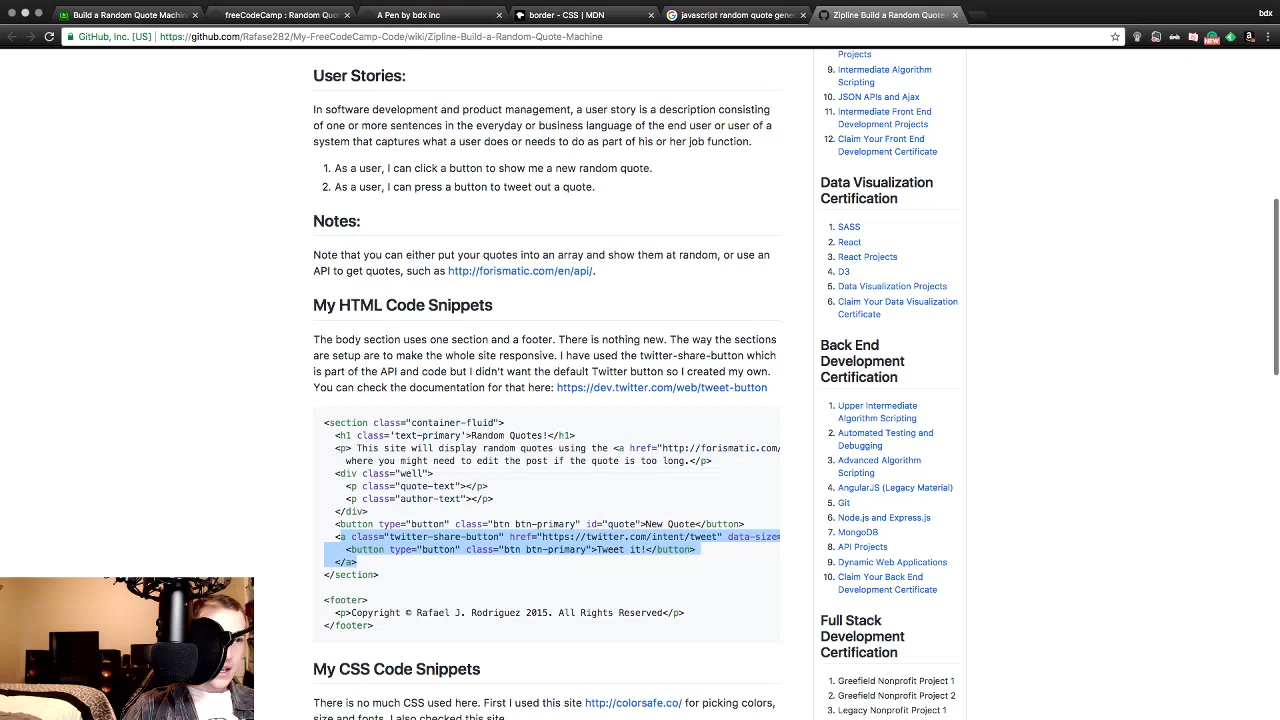 Build a Random Quote Machin
freeCodeCamp : Random Quo
A Pen by bdx inc
border - CSS | MDN
javascript random quote gene
Zipline Build a Random Quote
bdx
GitHub, Inc. [US]
https://github.com/Rafase282/My-FreeCodeCamp-Code/wiki/Zipline-Build-a-Random-Quote-Machine
NEW
User Stories:
In software development and product management, a user story is a description consisting
of one or more sentences in the everyday or business language of the end user or user of a
system that captures what a user does or needs to do as part of his or her job function.
1. As a user, I can click a button to show me a new random quote.
2. As a user, I can press a button to tweet out a quote.
Notes:
Note that you can either put your quotes into an array and show them at random, or use an
API to get quotes, such as http://forismatic.com/en/api/.
My HTML Code Snippets
The body section uses one section and a footer. There is nothing new. The way the sections
are setup are to make the whole site responsive. I have used the twitter-share-button which
is part of the API and code but I didn't want the default Twitter button so I created my own.
You can check the documentation for that here: https://dev.twitter.com/web/tweet-button
<section class="container-fluid">
<h1 class='text-primary'>Random Quotes!</h1>
<p> This site will display random quotes using the <a href="http://forismatic.com/
where you might need to edit the post if the quote is too long.</p>
<div class="well">
<p class="quote-text"></p>
<p class="author-text"></p>
</div>
<button type="button" class="btn btn-primary" id="quote">New Quote</button>
<a class="twitter-share-button" href="https://twitter.com/intent/tweet" data-size=
<button type="button" class="btn btn-primary">Tweet it!</button>
</a>
</section>
<footer>
<p>Copyright © Rafael J. Rodriguez 2015. All Rights Reserved</p>
</footer>
My CSS Code Snippets
There is no much CSS used here. First I used this site http://colorsafe.co/ for picking colors,
size and fonts. I also checked this site
Projects
9. Intermediate Algorithm
Scripting
10. JSON APIs and Ajax
11. Intermediate Front End
Development Projects
12. Claim Your Front End
Development Certificate
Data Visualization
Certification
1. SASS
2. React
3. React Projects
4. D3
5. Data Visualization Projects
6. Claim Your Data Visualization
Certificate
Back End
Development
Certification
1. Upper Intermediate
Algorithm Scripting
2. Automated Testing and
Debugging
3. Advanced Algorithm
Scripting
4. AngularJS (Legacy Material)
5. Git
6. Node.js and Express.js
7. MongoDB
8. API Projects
9. Dynamic Web Applications
10. Claim Your Back End
Development Certificate
Full Stack
Development
Certification
1. Greefield Nonprofit Project 1
2. Greefield Nonprofit Project 2
3. Legacy Nonprofit Project 1